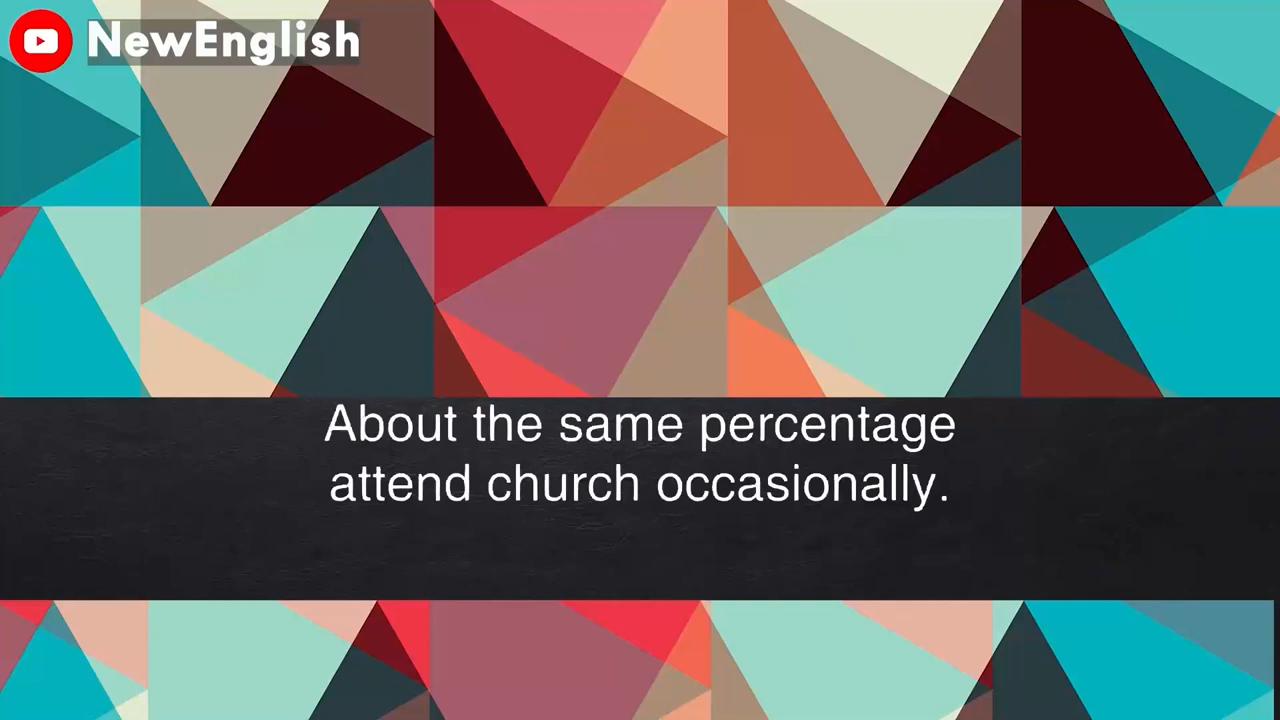 NewEnglish
About the same percentage
attend church occasionally.